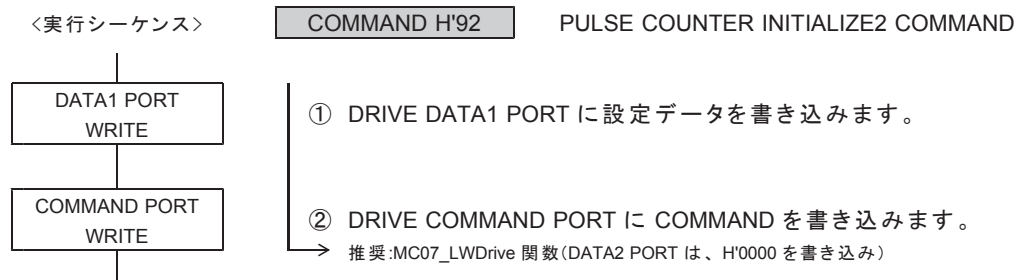 <実行シーケンス>
COMMAND H'92
PULSE COUNTER INITIALIZE2 COMMAND
DATA1 PORT
WRITE
① DRIVE DATA1 PORT に設定データを書き込みます。
COMMAND PORT
WRITE
② DRIVE COMMAND PORT に COMMAND を書き込みます。
推奨:MC07_LWDrive 関数(DATA2 PORT は、H'0000 を書き込み)